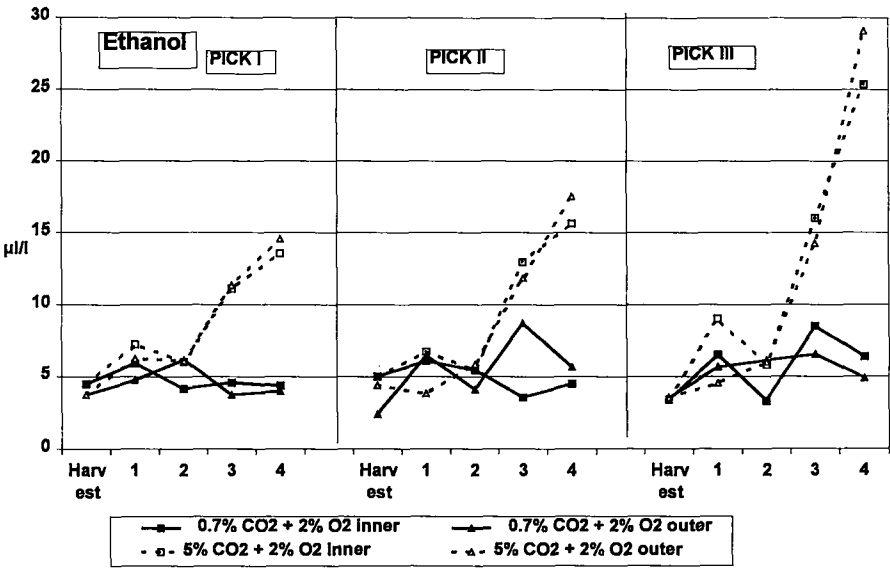 30
25
20
15
10
5
0
µl/l
Ethanol
PICK I
PICK II
PICK III
Harv
est
1
2
3
4
Harv
est
1
2
3
4
Harv
est
1
2
3
4
0.7% CO2 + 2% O2 inner
0.7% CO2 + 2% O2 outer
5% CO2 + 2% O2 inner
5% CO2 + 2% O2 outer